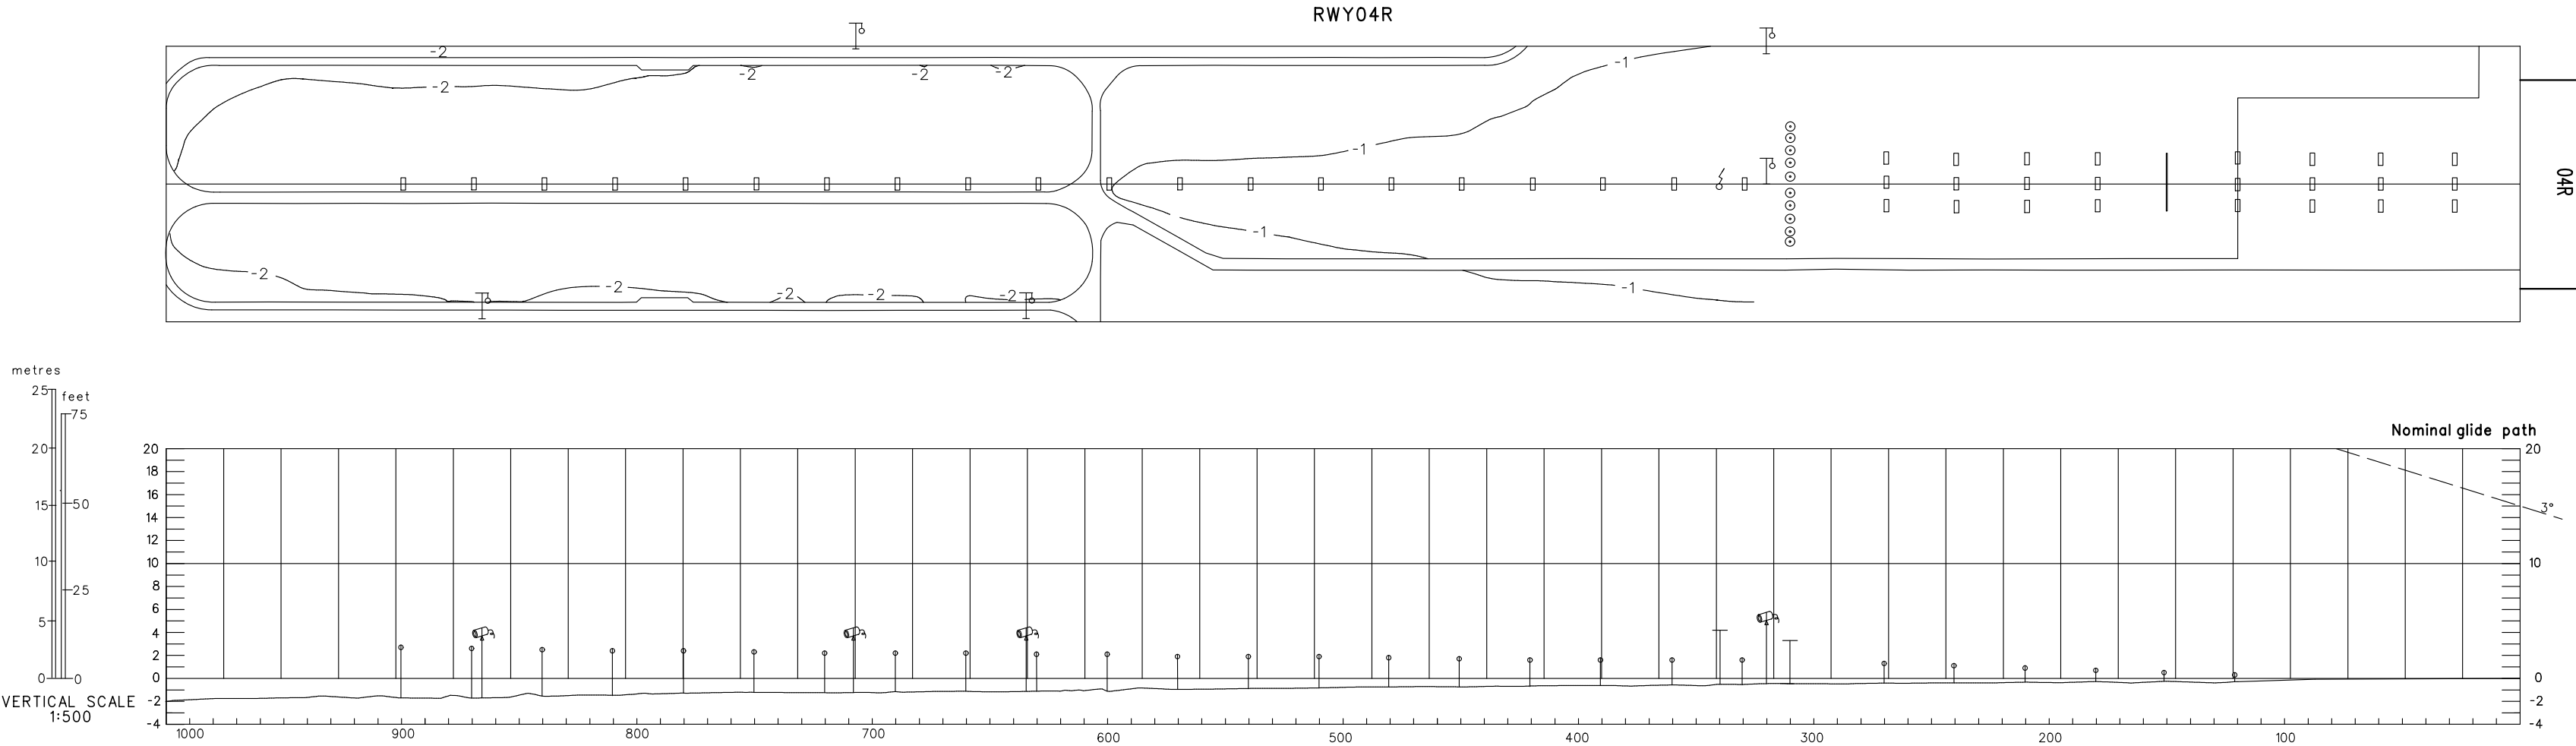 RWY04R
-2
-2 -2 -2 -1
-2
-1
04R
-1
-2
-2 -2 -2 -2 -1
metres
25 feet
75
Nominal glide path
20 20 20
18
16
15 50 14 3°
12
10 10 10
25 8
6
5 4
2
0 0 0 0
VERTICAL SCALE -2 -2
1:500 -4 -4
1000 900 800 700 600 500 400 300 200 100